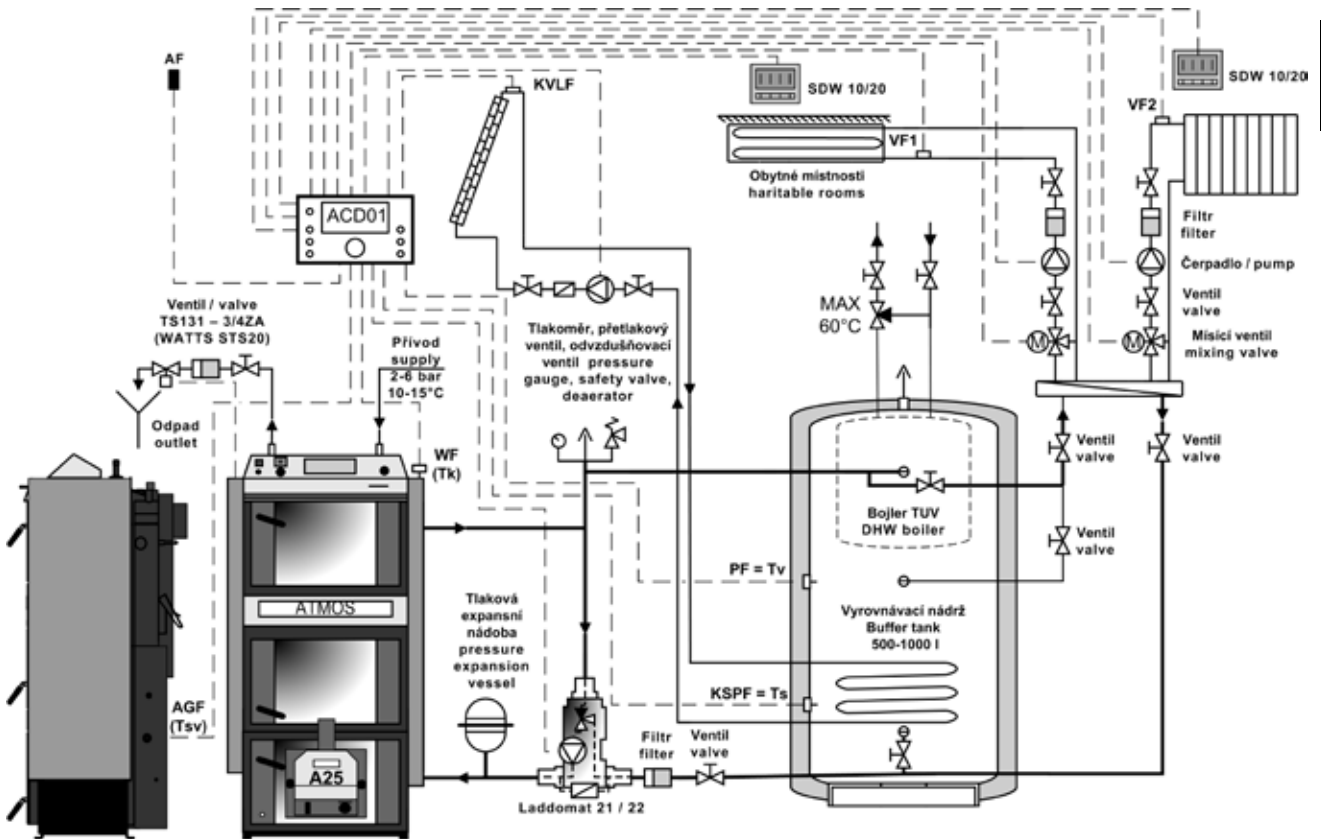 AF
KVLF
SDW 10/20
SDW 10/20
VF2
VF1
Obytné místnosti
haritable rooms
ACD01
Filtr
filter
Čerpadlo / pump
Ventil
valve
Mísící ventil
mixing valve
M
M
MAX
60°C
Ventil / valve
TS131 – 3/4ZA
(WATTS STS20)
Přívod
supply
2-6 bar
10-15°C
Tlakoměr, přetlakový
ventil, odvzdušňovací
ventil pressure
gauge, safety valve,
deaerator
Odpad
outlet
WF
(Tk)
Ventil
valve
Ventil
valve
Bojler TUV
DHW boiler
Ventil
valve
PF = Tv
ATMOS
Tlaková
expansní
nádoba
pressure
expansion
vessel
Vyrovnávací nádrž
Buffer tank
500-1000 l
KSPF = Ts
AGF
(Tsv)
Filtr
filter
Ventil
valve
A25
Laddomat 21 / 22